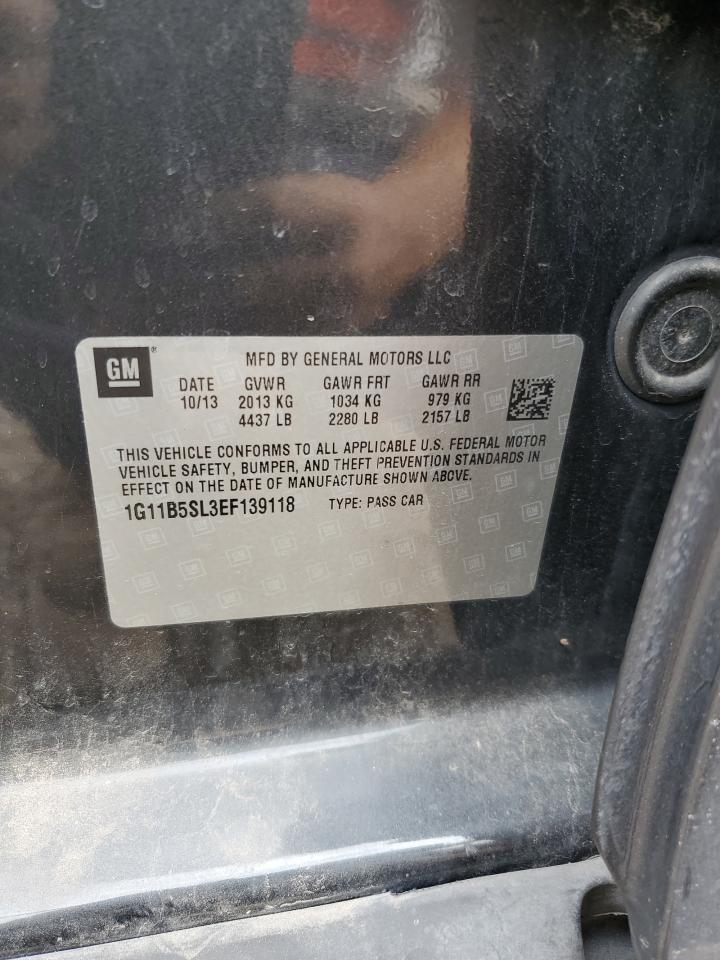 GM® MFD BY GENERAL MOTORS LLC
DATE GVWR GAWR FRT GAWR RR
10/13 2013 KG 1034 KG 979 KG
4437 LB 2280 LB 2157 LB
THIS VEHICLE CONFORMS TO ALL APPLICABLE U.S. FEDERAL MOTOR
VEHICLE SAFETY, BUMPER, AND THEFT PREVENTION STANDARDS IN
EFFECT ON THE DATE OF MANUFACTURE SHOWN ABOVE.
1G11B5SL3EF139118 TYPE: PASS CAR